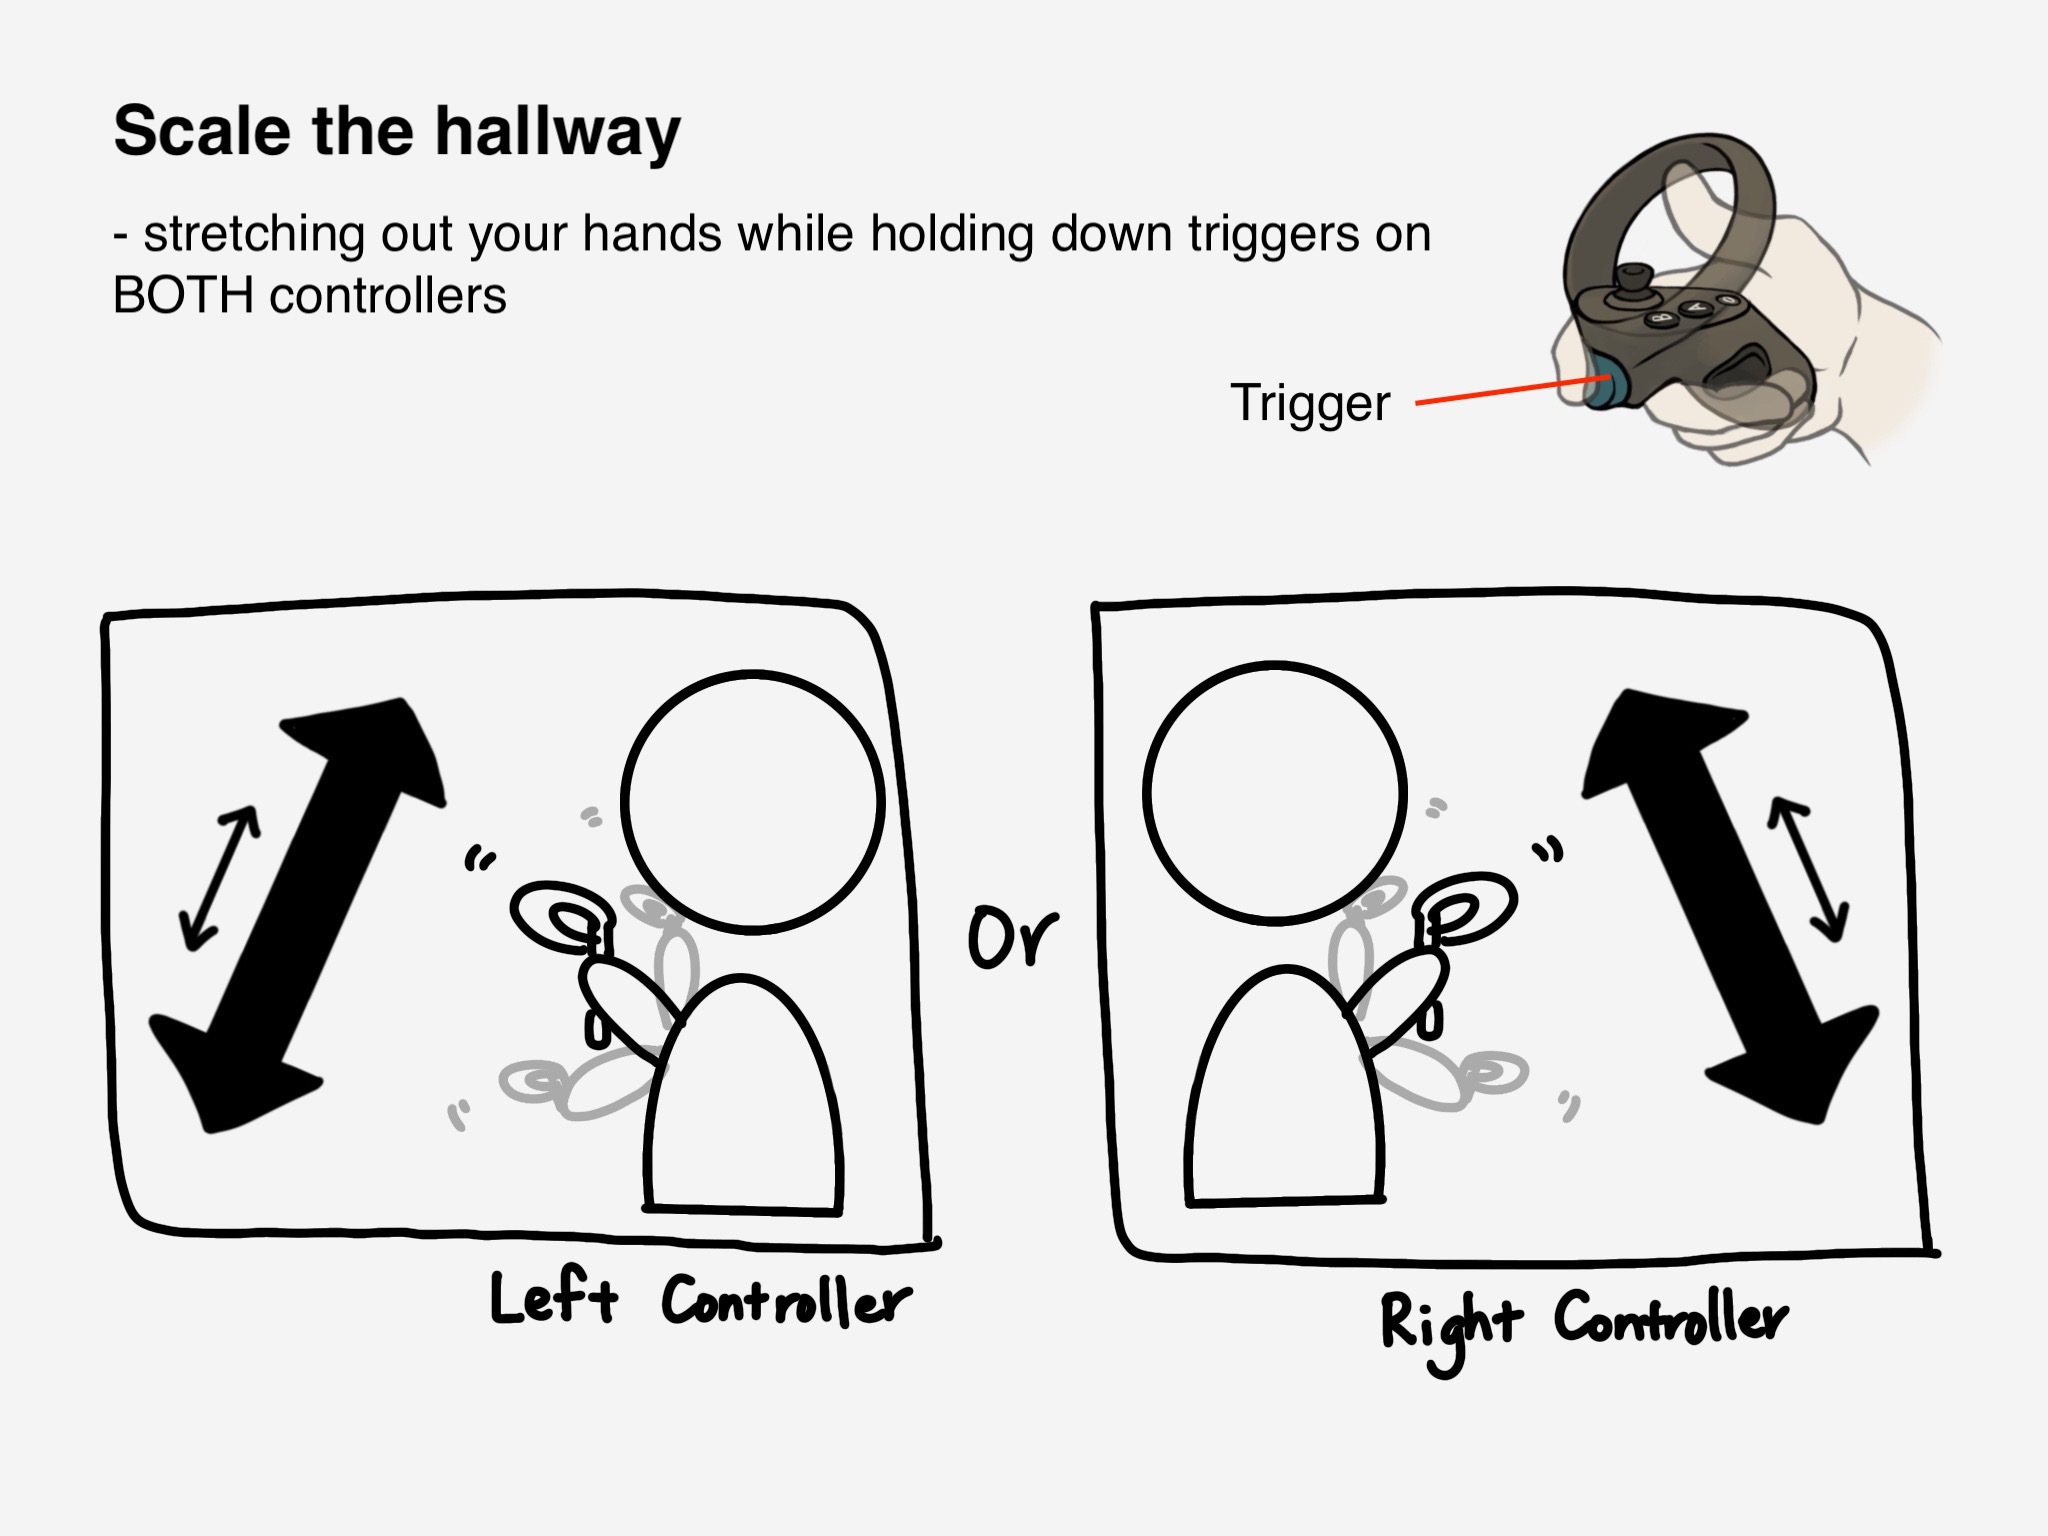 Scale the hallway
- stretching out your hands while holding down triggers on
BOTH controllers
B A
Trigger
Or
Left Controller
Right Controller